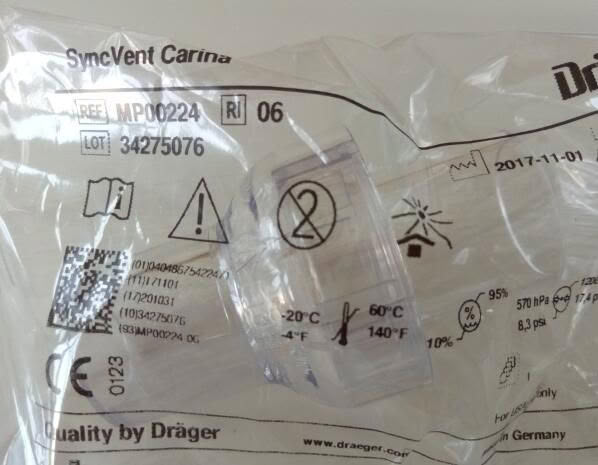 SyncVent Carina
REF MP00224 RI 06
LOT 34275076
2017-11-01
2
(11)171101
(17)201031
(10)34275076
(93)MP00224-06
-20°C
-4°F
60°C
140°F
%
95%
10%
570 hPa
8,3 psi
CE 0123
only
Quality by Dräger
www.draeger.com
in Germany